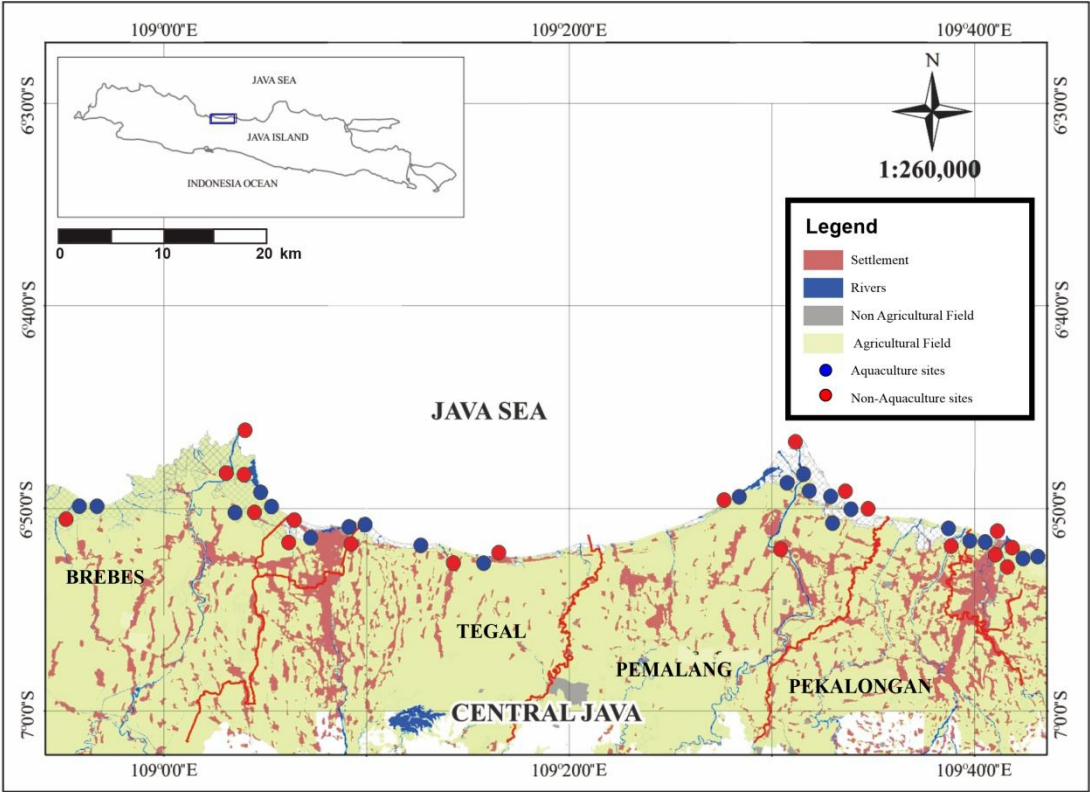 109°0'0"E 109°20'0"E 109°40'0"E
6°30'0"S
6°40'0"S
6°50'0"S
7°0'0"S
JAVA SEA
JAVA ISLAND
INDONESIA OCEAN
0 10 20 km
N
1:260,000
6°30'0"S
6°40'0"S
6°50'0"S
7°0'0"S
Legend
Settlement
Rivers
Non Agricultural Field
Agricultural Field
Aquaculture sites
Non-Aquaculture sites
JAVA SEA
BREBES
TEGAL
PEMALANG
PEKALONGAN
CENTRAL JAVA
109°0'0"E 109°20'0"E 109°40'0"E